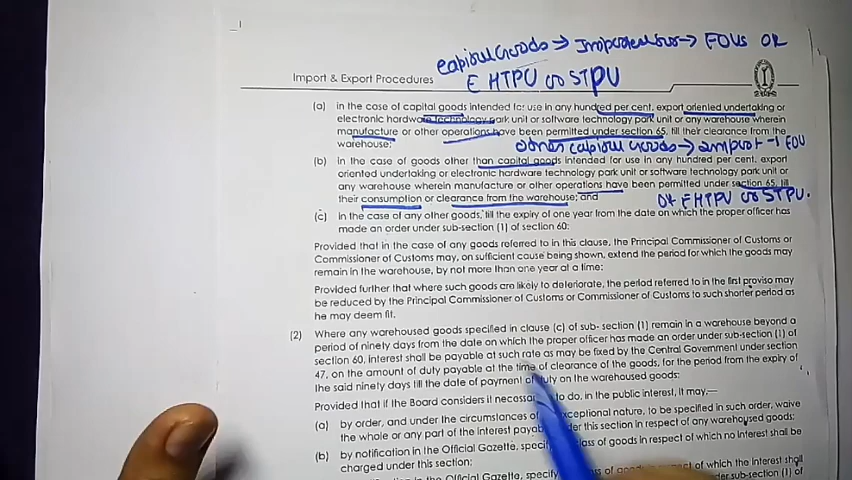 capital Goods → Importations → EOUs OR
EHTPU or STPU
Import & Export Procedures
(a) in the case of capital goods intended for use in any hundred per cent. export oriented undertaking or
electronic hardware technology park unit or software technology park unit or any warehouse wherein
manufacture or other operations have been permitted under section 65, till their clearance from the
warehouse;
other capital Goods → import - EOU
(b) in the case of goods other than capital goods intended for use in any hundred per cent. export
oriented undertaking or electronic hardware technology park unit or software technology park unit or
any warehouse wherein manufacture or other operations have been permitted under section 65, till
their consumption or clearance from the warehouse; and
or EHTPU or STPU.
(c) in the case of any other goods, till the expiry of one year from the date on which the proper officer has
made an order under sub-section (1) of section 60:
Provided that in the case of any goods referred to in this clause, the Principal Commissioner of Customs or
Commissioner of Customs may, on sufficient cause being shown, extend the period for which the goods may
remain in the warehouse, by not more than one year at a time:
Provided further that where such goods are likely to deteriorate, the period referred to in the first proviso may
be reduced by the Principal Commissioner of Customs or Commissioner of Customs to such shorter period as
he may deem fit.
(2) Where any warehoused goods specified in clause (c) of sub- section (1) remain in a warehouse beyond a
period of ninety days from the date on which the proper officer has made an order under sub-section (1) of
section 60, interest shall be payable at such rate as may be fixed by the Central Government under section
47, on the amount of duty payable at the time of clearance of the goods, for the period from the expiry of
the said ninety days till the date of payment of duty on the warehoused goods:
Provided that if the Board considers it necessary to do, in the public interest, it may,—
(a) by order, and under the circumstances of exceptional nature, to be specified in such order, waive
the whole or any part of the interest payable under this section in respect of any warehoused goods;
(b) by notification in the Official Gazette, specify class of goods in respect of which no interest shall be
charged under this section;
Official Gazette, specify class of goods in respect of which the interest shall
under sub-section (1) of